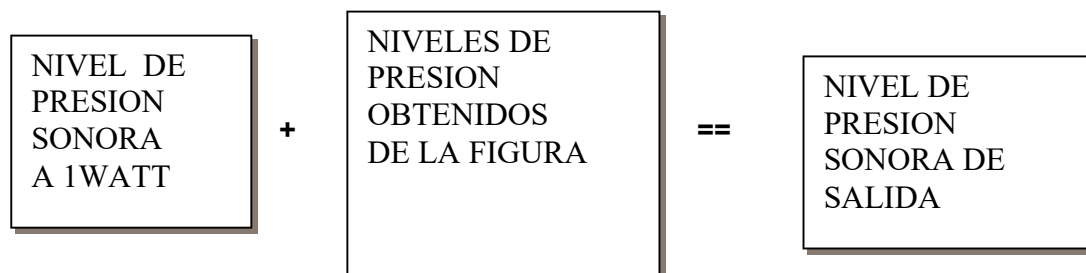 NIVEL DE
PRESION
SONORA
A 1WATT
+
NIVELES DE
PRESION
OBTENIDOS
DE LA FIGURA
==
NIVEL DE
PRESION
SONORA DE
SALIDA